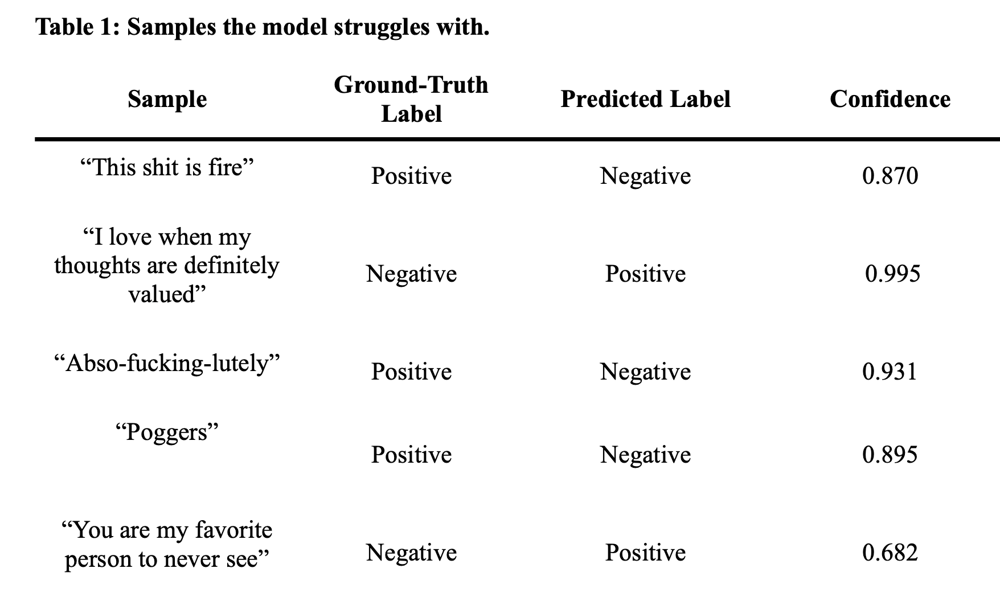 Table 1: Samples the model struggles with.
Sample
Ground-Truth
Label
Predicted Label
Confidence
“This shit is fire”
Positive
Negative
0.870
“I love when my
thoughts are definitely
valued”
Negative
Positive
0.995
“Abso-fucking-lutely”
Positive
Negative
0.931
“Poggers”
Positive
Negative
0.895
“You are my favorite
person to never see”
Negative
Positive
0.682